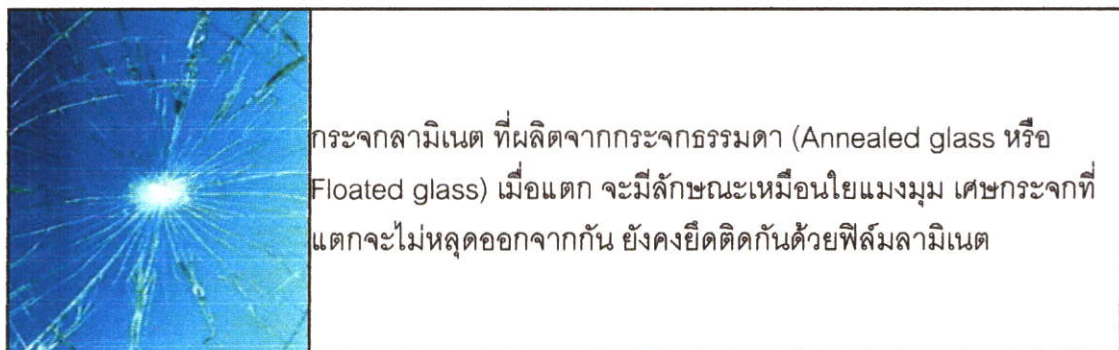 กระจกลามิเนต ที่ผลิตจากกระจกธรรมดา (Annealed glass หรือ
Floated glass) เมื่อแตก จะมีลักษณะเหมือนใยแมงมุม เศษกระจกที่
แตกจะไม่หลุดออกจากกัน ยังคงยึดติดกันด้วยฟิล์มลามิเนต